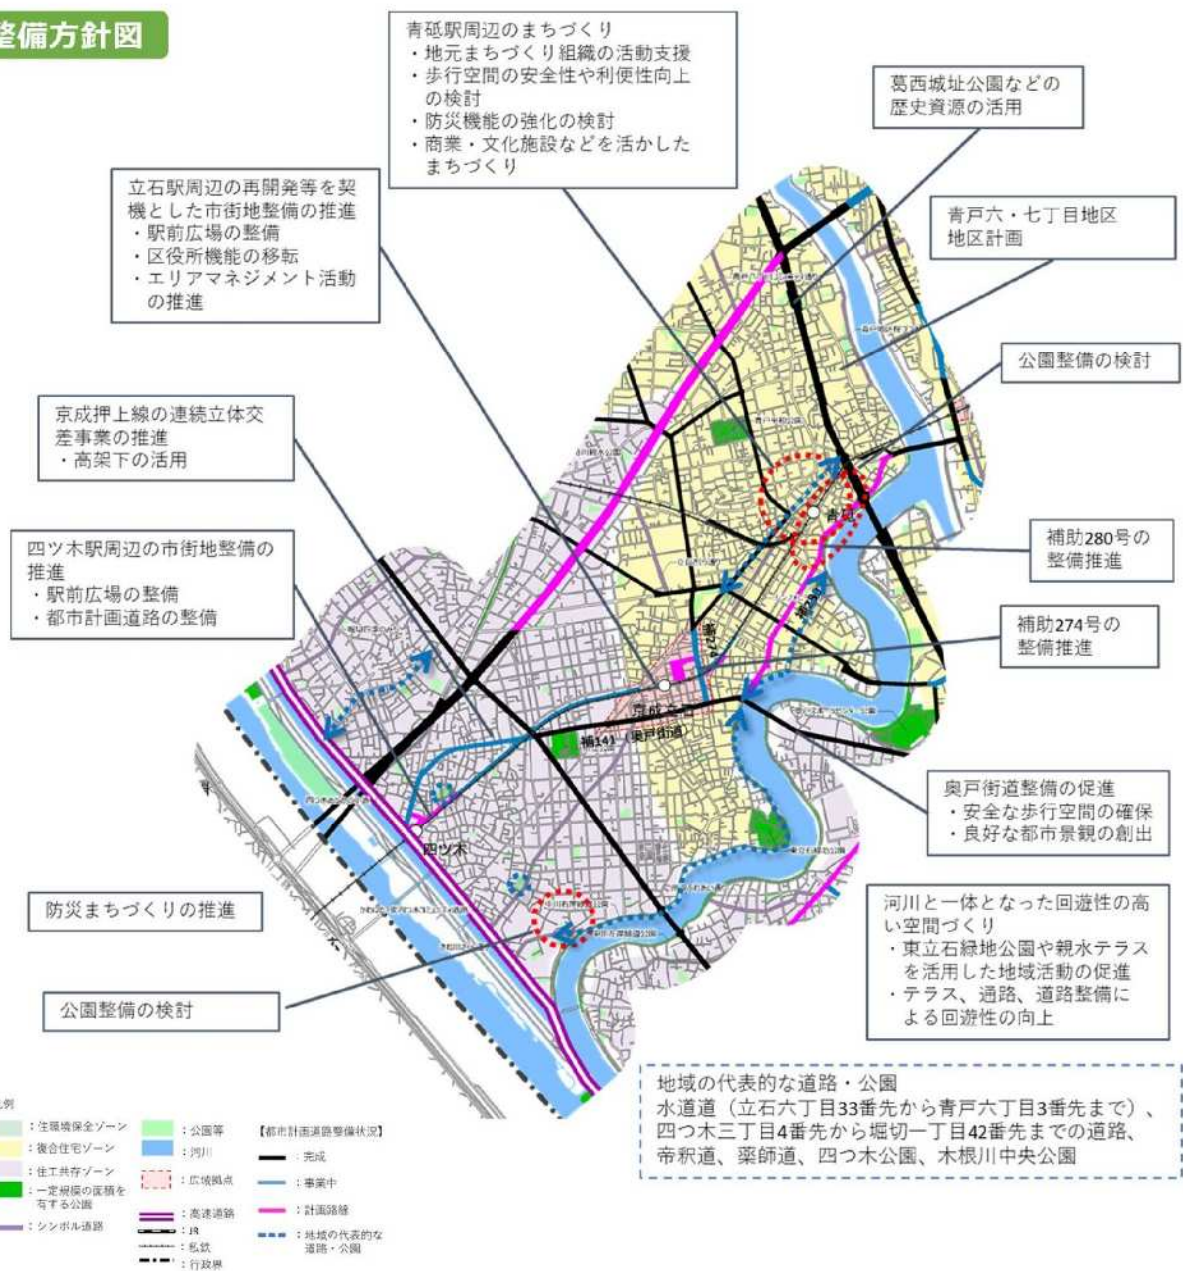 整備方針図
青砥駅周辺のまちづくり
・地元まちづくり組織の活動支援
・歩行空間の安全性や利便性向上
の検討
・防災機能の強化の検討
・商業・文化施設などを活かした
まちづくり
葛西城址公園などの
歴史資源の活用
立石駅周辺の再開発等を契
機とした市街地整備の推進
・駅前広場の整備
・区役所機能の移転
・エリアマネジメント活動
の推進
青戸六・七丁目地区
地区計画
公園整備の検討
京成押上線の連続立体交
差事業の推進
・高架下の活用
四ツ木駅周辺の市街地整備の
推進
・駅前広場の整備
・都市計画道路の整備
青砥
補助280号の
整備推進
補助274号の
整備推進
補274
京成立石
補141(奥戸街道)
奥戸街道整備の促進
・安全な歩行空間の確保
・良好な都市景観の創出
四ツ木
東立石緑地公園
防災まちづくりの推進
河川と一体となった回遊性の高
い空間づくり
・東立石緑地公園や親水テラス
を活用した地域活動の促進
・テラス、通路、道路整備に
よる回遊性の向上
公園整備の検討
地域の代表的な道路・公園
水道道(立石六丁目33番先から青戸六丁目3番先まで)、
四つ木三丁目4番先から堀切一丁目42番先までの道路、
帝釈道、薬師道、四つ木公園、木根川中央公園
:住環境保全ゾーン
:複合住宅ゾーン
:住工共存ゾーン
:一定規模の面積を
有する公園
:シンボル道路
:公園等
:河川
:広域拠点
:高速道路
:JR
:私鉄
:行政界
【都市計画道路整備状況】
:完成
:事業中
:計画路線
:地域の代表的な
道路・公園